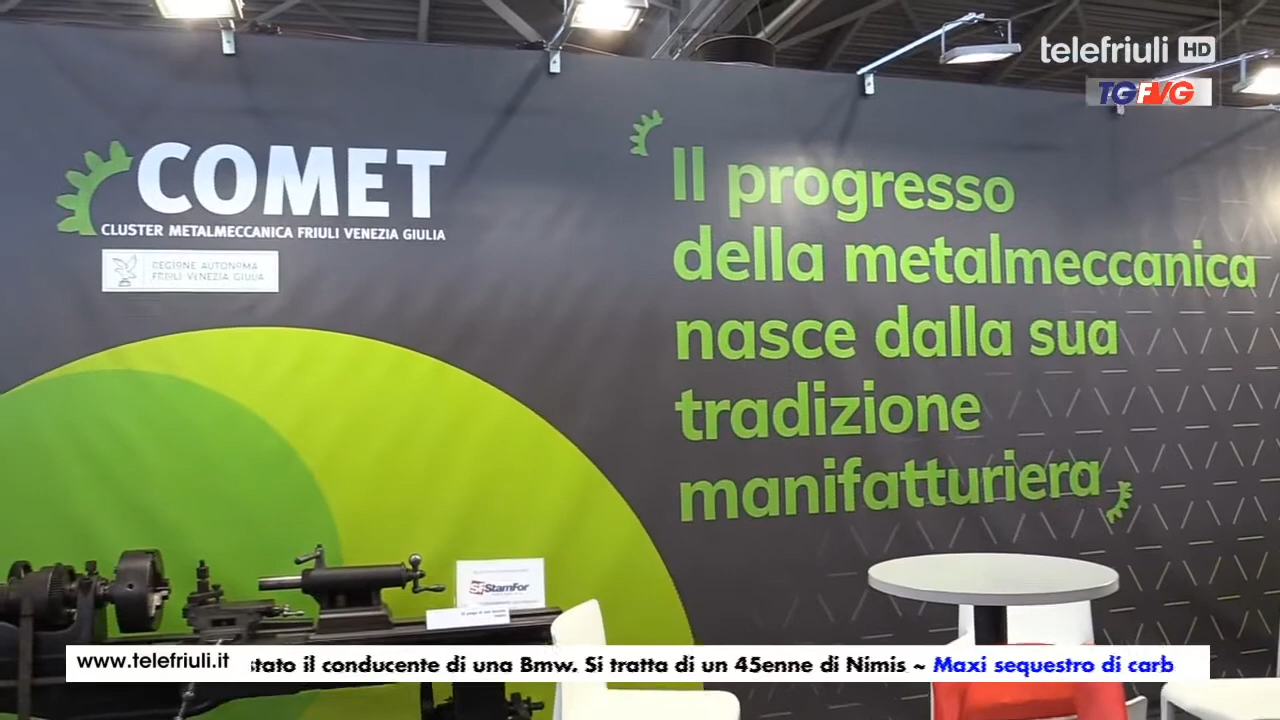 telefriuli HD
TGFVG
COMET
CLUSTER METALMECCANICA FRIULI VENEZIA GIULIA
REGIONE AUTONOMA
FRIULI VENEZIA GIULIA
Il progresso
della metalmeccanica
nasce dalla sua
tradizione
manifatturiera
SFStamFor
www.telefriuli.it
stato il conducente di una Bmw. Si tratta di un 45enne di Nimis ~ Maxi sequestro di carb